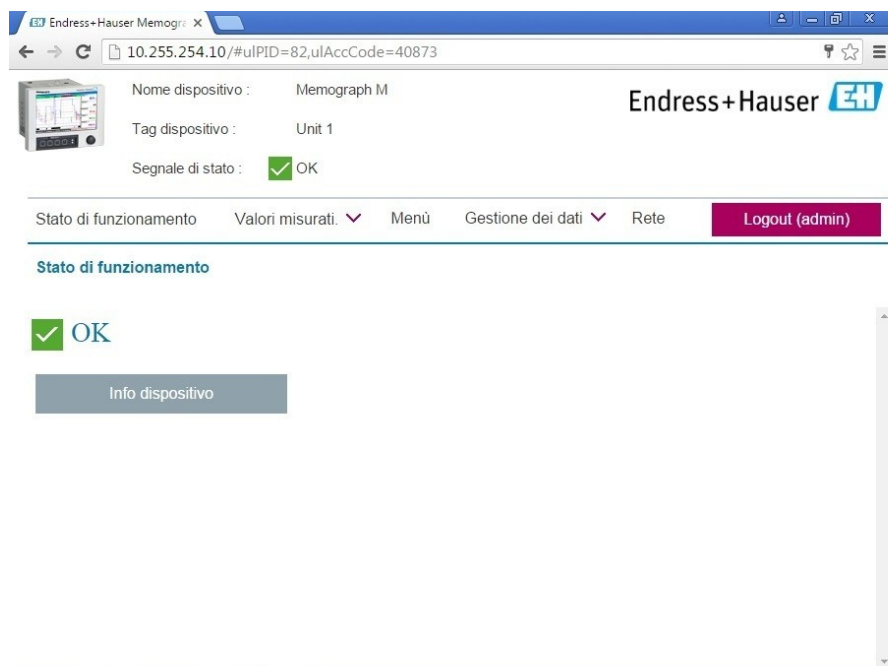 Endress+Hauser Memogra
10.255.254.10/#ulPID=82,ulAccCode=40873
Nome dispositivo : Memograph M
Endress+Hauser EH
Tag dispositivo : Unit 1
Segnale di stato : OK
Stato di funzionamento Valori misurati. Menù Gestione dei dati Rete Logout (admin)
Stato di funzionamento
OK
Info dispositivo